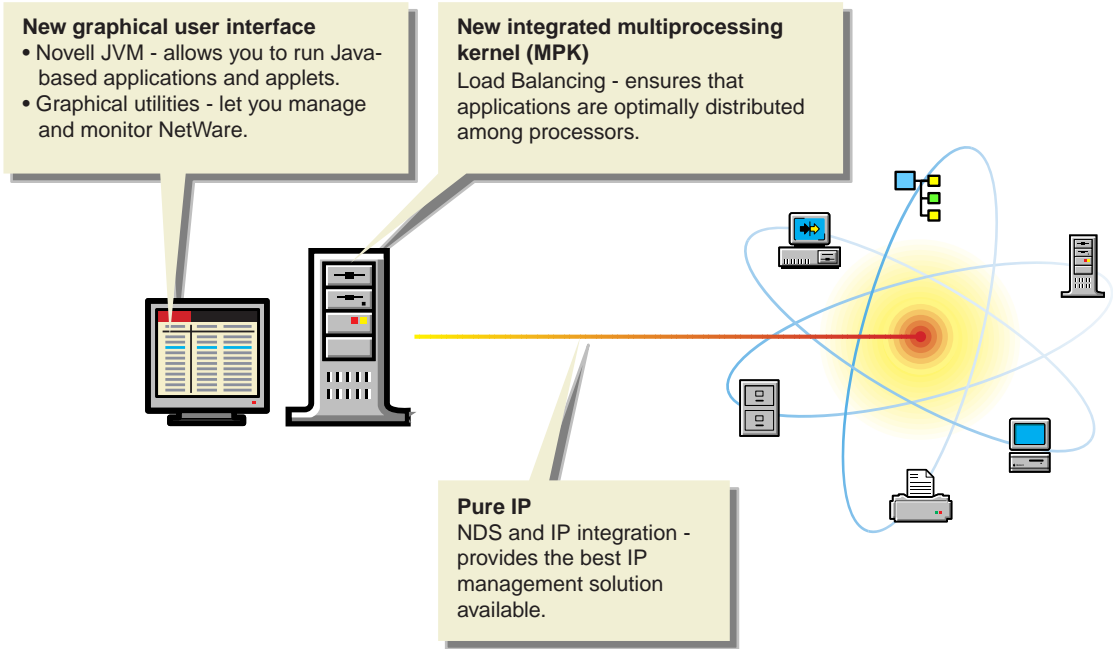 New graphical user interface
• Novell JVM - allows you to run Java-
based applications and applets.
• Graphical utilities - let you manage
and monitor NetWare.
New integrated multiprocessing
kernel (MPK)
Load Balancing - ensures that
applications are optimally distributed
among processors.
Pure IP
NDS and IP integration -
provides the best IP
management solution
available.